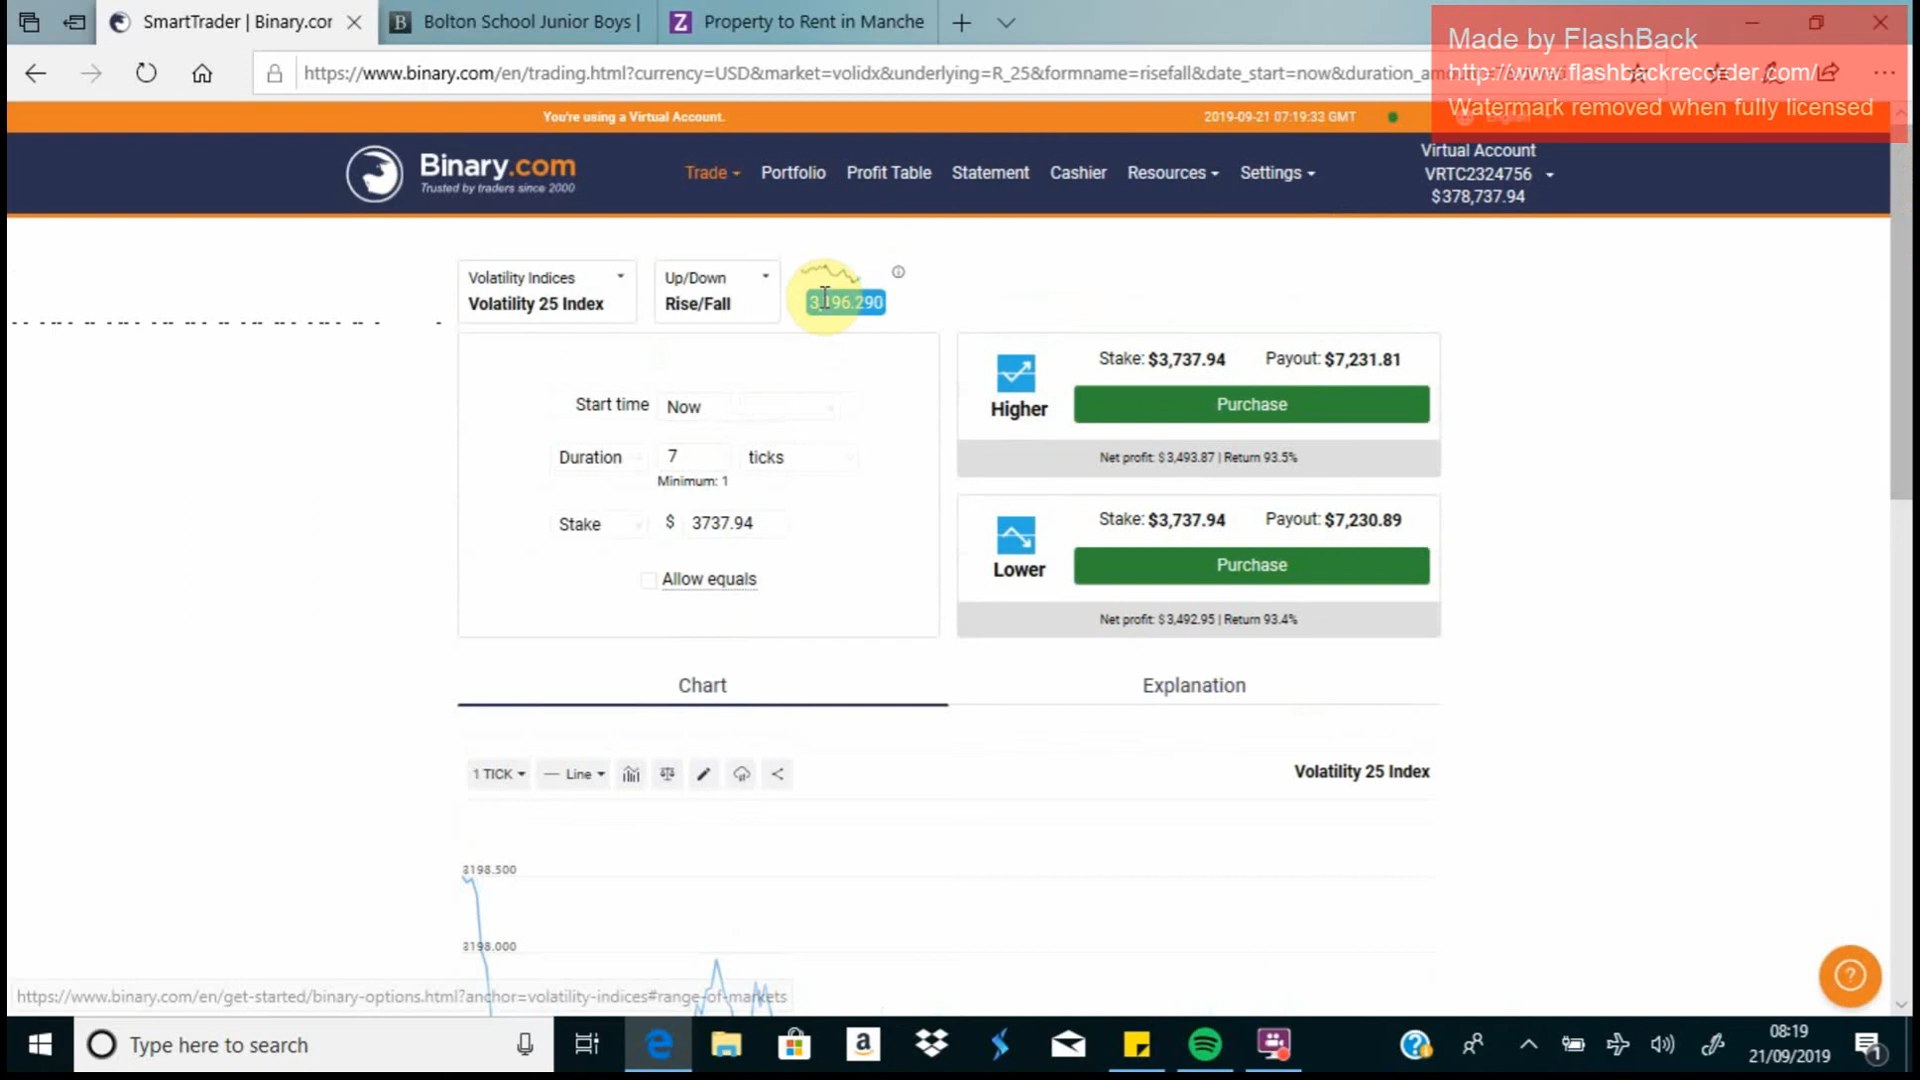 SmartTrader | Binary.cor
Bolton School Junior Boys |
Property to Rent in Manche
Made by FlashBack
http://www.flashbackrecorder.com/
Watermark removed when fully licensed
https://www.binary.com/en/trading.html?currency=USD&market=volidx&underlying=R_25&formname=risefall&date_start=now&duration_amo
You're using a Virtual Account.
2019-09-21 07:19:33 GMT
English
Binary.com
Trusted by traders since 2000
Trade
Portfolio
Profit Table
Statement
Cashier
Resources
Settings
Virtual Account
VRTC2324756
$378,737.94
Volatility Indices
Volatility 25 Index
Up/Down
Rise/Fall
3,196.290
Start time
Now
Duration
7
ticks
Minimum: 1
Stake
$ 3737.94
Allow equals
Stake: $3,737.94
Payout: $7,231.81
Higher
Purchase
Net profit: $3,493.87 | Return 93.5%
Stake: $3,737.94
Payout: $7,230.89
Lower
Purchase
Net profit: $3,492.95 | Return 93.4%
Chart
Explanation
1 TICK
Line
Volatility 25 Index
3198.500
3198.000
https://www.binary.com/en/get-started/binary-options.html?anchor=volatility-indices#range-of-markets
Type here to search
08:19
21/09/2019
1